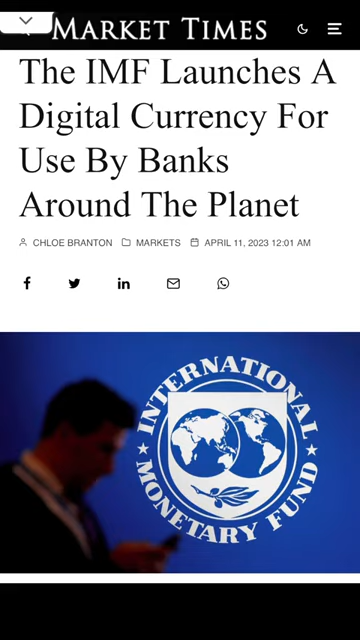 MARKET TIMES
The IMF Launches A
Digital Currency For
Use By Banks
Around The Planet
CHLOE BRANTON MARKETS APRIL 11, 2023 12:01 AM
INTERNATIONAL
MONETARY FUND